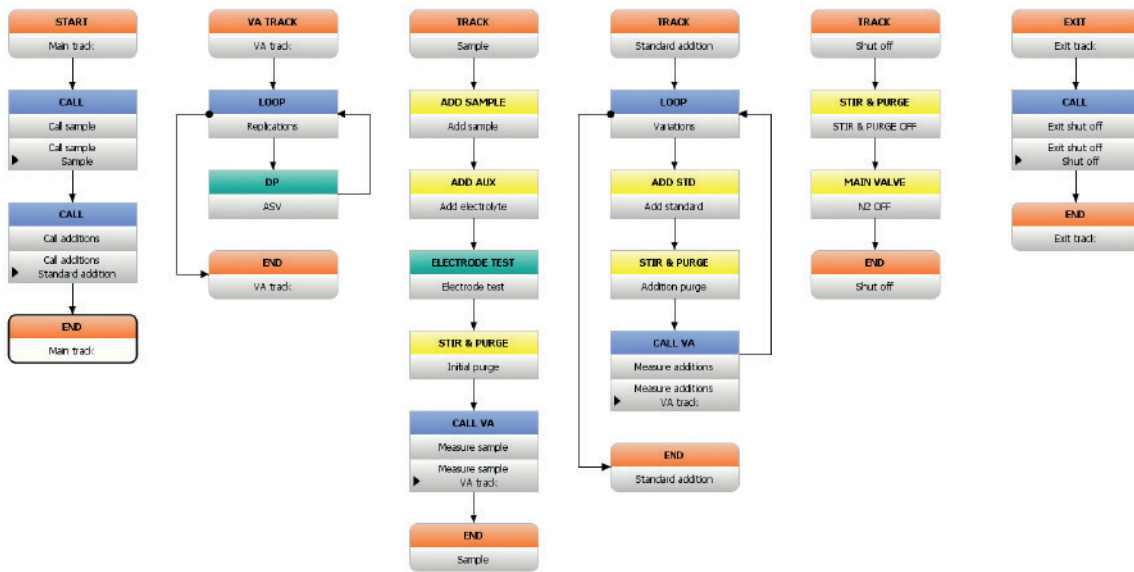 START
Main track
CALL
Call sample
Call sample
Sample
CALL
Call additions
Call additions
Standard addition
END
Main track
VA TRACK
VA track
LOOP
Replications
DP
ASV
END
VA track
TRACK
Sample
ADD SAMPLE
Add sample
ADD AUX
Add electrolyte
ELECTRODE TEST
Electrode test
STIR & PURGE
Initial purge
CALL VA
Measure sample
Measure sample
VA track
END
Sample
TRACK
Standard addition
LOOP
Variations
ADD STD
Add standard
STIR & PURGE
Addition purge
CALL VA
Measure additions
Measure additions
VA track
END
Standard addition
TRACK
Shut off
STIR & PURGE
STIR & PURGE OFF
MAIN VALVE
N2 OFF
END
Shut off
EXIT
Exit track
CALL
Exit shut off
Exit shut off
Shut off
END
Exit track